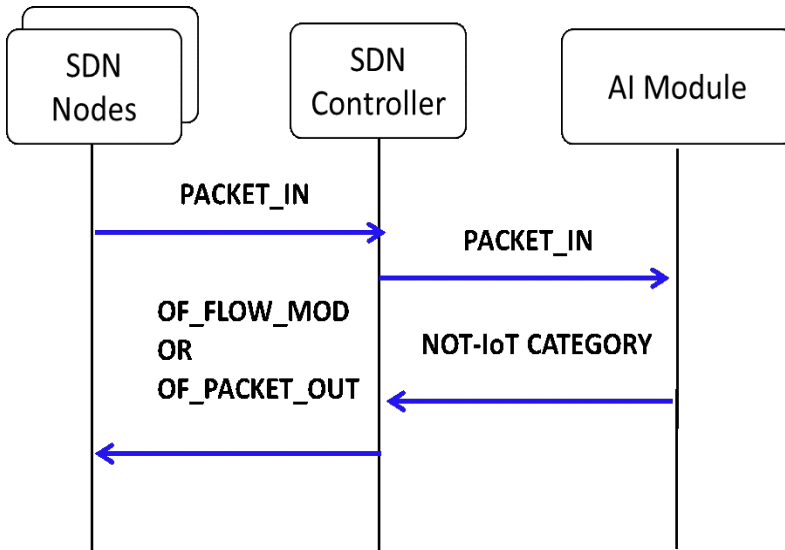 SDN
Nodes
SDN
Controller
AI Module
PACKET_IN
PACKET_IN
OF_FLOW_MOD
OR
OF_PACKET_OUT
NOT-IoT CATEGORY